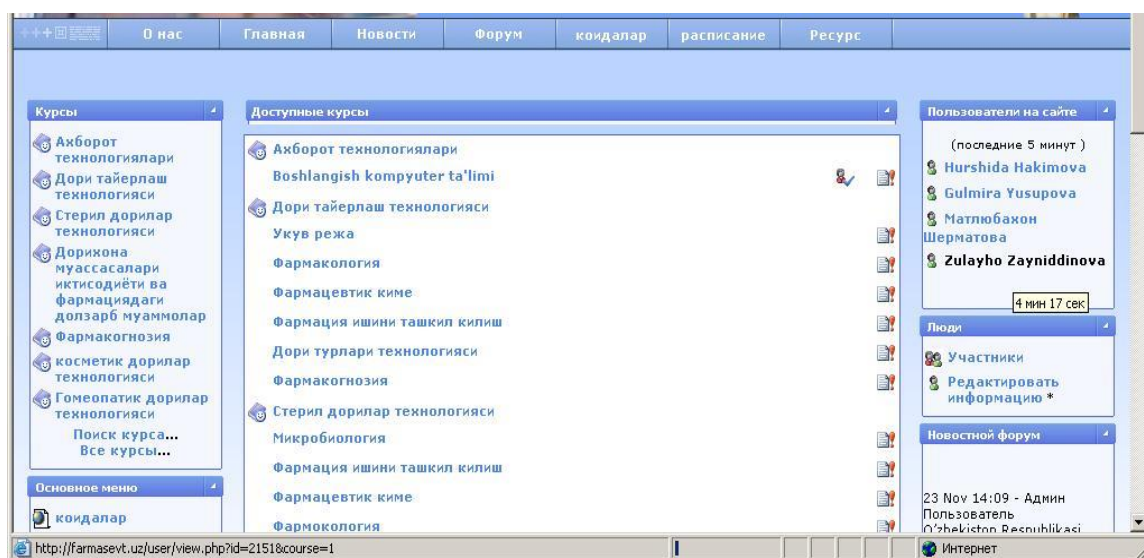 О нас
Главная
Новости
Форум
коидалар
расписание
Ресурс
Курсы
Ахборот
технологиялари
Дори тайерлаш
технологияси
Стерил дорилар
технологияси
Дорихона
муассасалари
иктисодиёти ва
фармациядаги
долзарб муаммолар
Фармакогнозия
косметик дорилар
технологияси
Гомеопатик дорилар
технологияси
Поиск курса...
Все курсы...
Основное меню
коидалар
Доступные курсы
Ахборот технологиялари
Boshlangish kompyuter ta'limi
Дори тайерлаш технологияси
Укув режа
Фармакология
Фармацевтик киме
Фармация ишини ташкил килиш
Дори турлари технологияси
Фармакогнозия
Стерил дорилар технологияси
Микробиология
Фармация ишини ташкил килиш
Фармацевтик киме
Фармокология
Пользователи на сайте
(последние 5 минут )
Hurshida Hakimova
Gulmira Yusupova
Матлюбахон
Шерматова
Zulayho Zayniddinova
4 мин 17 сек
Люди
Участники
Редактировать
информацию *
Новостной форум
23 Nov 14:09 - Админ
Пользователь
O'zbekiston Respublikasi
http://farmasevt.uz/user/view.php?id=2151&course=1
Интернет